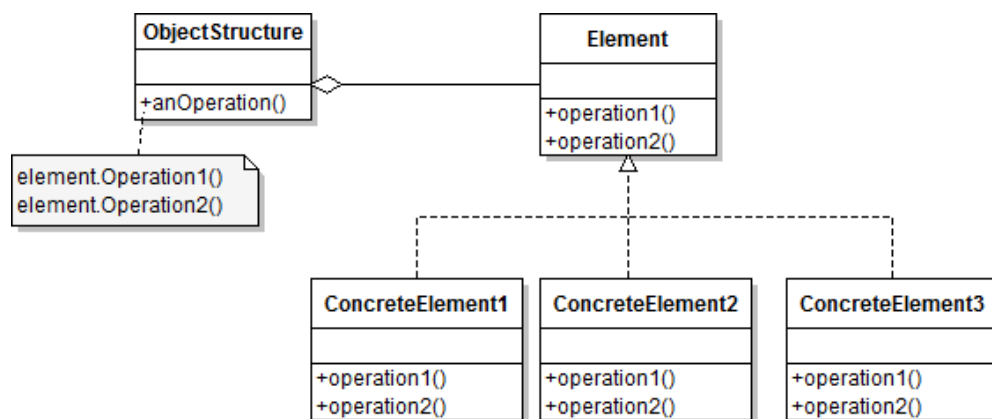 ObjectStructure
+anOperation()
element.Operation1()
element.Operation2()
Element
+operation1()
+operation2()
ConcreteElement1
+operation1()
+operation2()
ConcreteElement2
+operation1()
+operation2()
ConcreteElement3
+operation1()
+operation2()